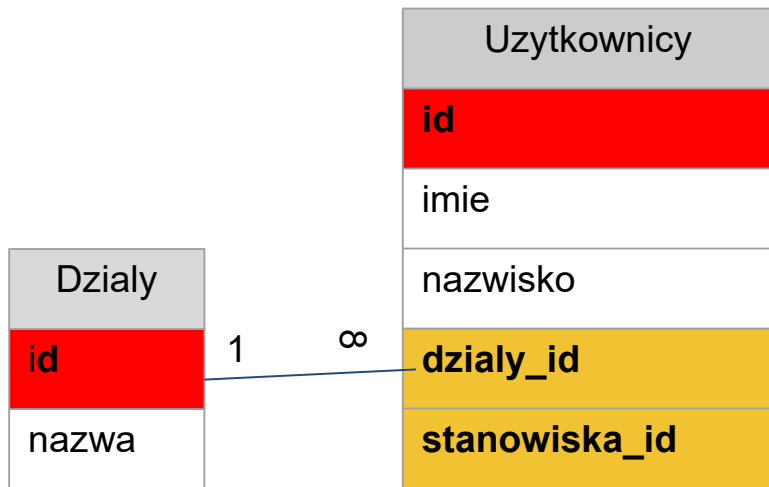 Uzytkownicy
id
imie
nazwisko
dzialy_id
stanowiska_id
Dzialy
id
nazwa
1
∞